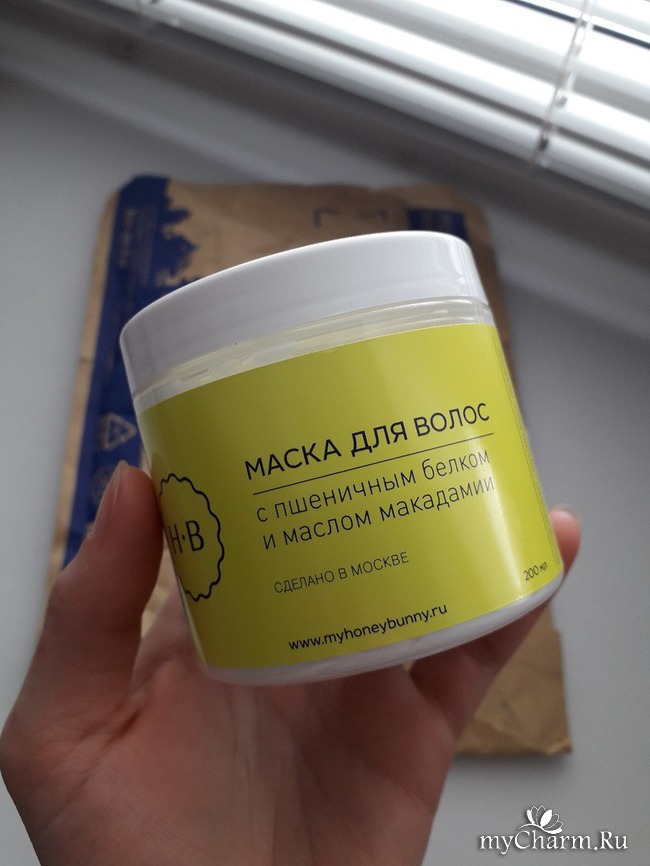 МАСКА ДЛЯ ВОЛОС
с пшеничным белком
и маслом макадамии
СДЕЛАНО В МОСКВЕ
200 мл
www.myhoneybunny.ru
H·B
myCharm.Ru